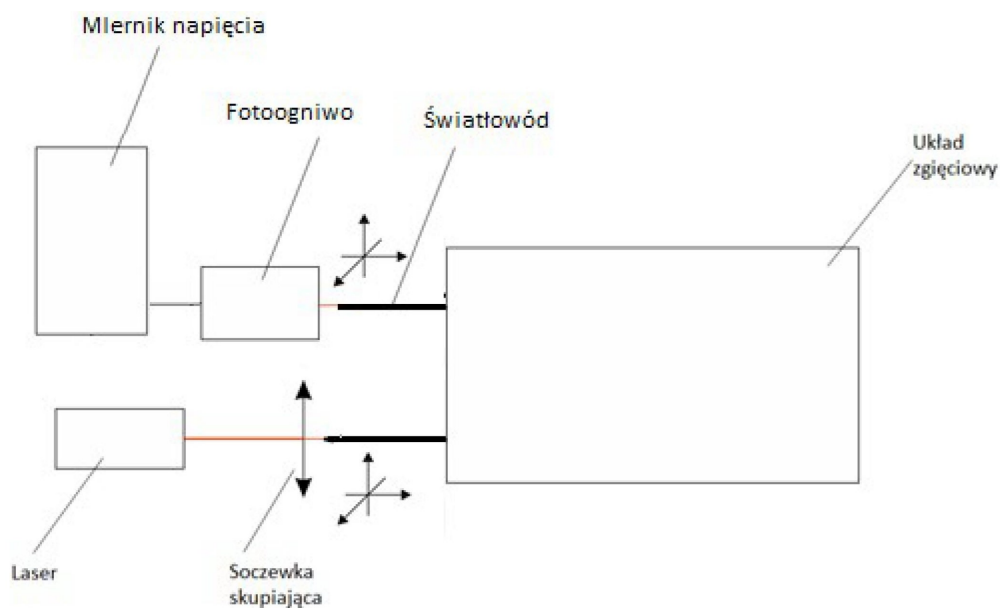 MIernik napięcia
Fotoogniwo
Światłowód
Układ
zgięciowy
Laser
Soczewka
skupiająca